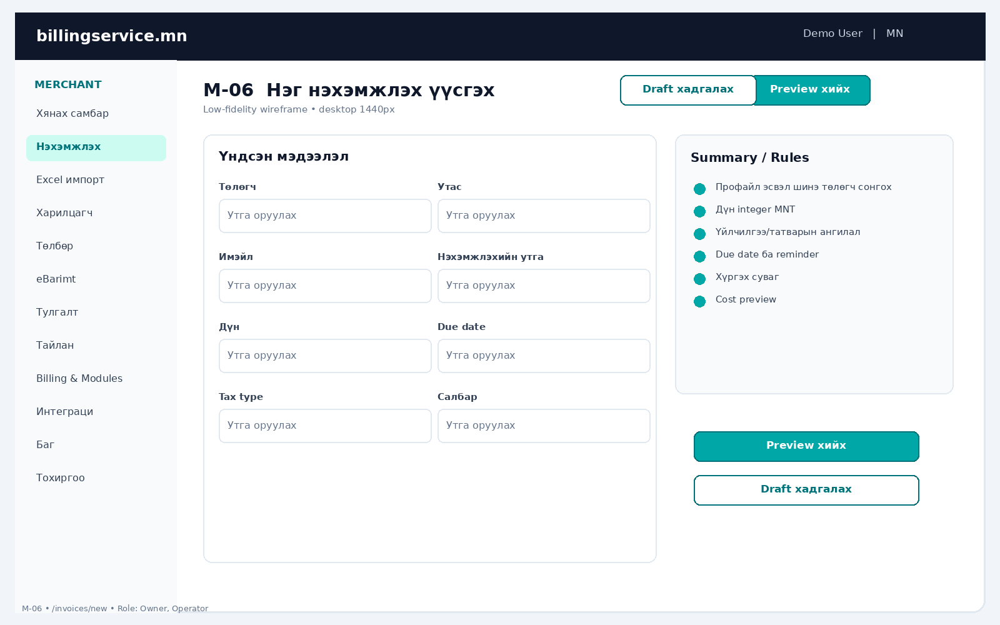 billingservice.mn
Demo User | MN
MERCHANT
Хянах самбар
Нэхэмжлэх
Excel импорт
Харилцагч
Төлбөр
eBarimt
Тулгалт
Тайлан
Billing & Modules
Интеграци
Баг
Тохиргоо
M-06 Нэг нэхэмжлэх үүсгэх
Low-fidelity wireframe • desktop 1440px
Draft хадгалах
Preview хийх
Үндсэн мэдээлэл
Төлөгч
Утас
Утга оруулах
Утга оруулах
Имэйл
Нэхэмжлэхийн утга
Утга оруулах
Утга оруулах
Дүн
Due date
Утга оруулах
Утга оруулах
Tax type
Салбар
Утга оруулах
Утга оруулах
Summary / Rules
Профайл эсвэл шинэ төлөгч сонгох
Дүн integer MNT
Үйлчилгээ/татварын ангилал
Due date ба reminder
Хүргэх суваг
Cost preview
Preview хийх
Draft хадгалах
M-06 • /invoices/new • Role: Owner, Operator